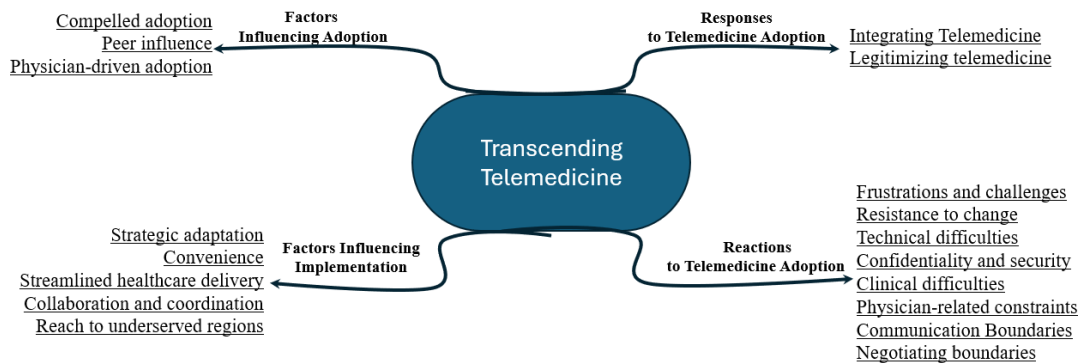 Factors
Influencing Adoption
Compelled adoption
Peer influence
Physician-driven adoption
Responses
to Telemedicine Adoption
Integrating Telemedicine
Legitimizing telemedicine
Transcending
Telemedicine
Factors Influencing
Implementation
Strategic adaptation
Convenience
Streamlined healthcare delivery
Collaboration and coordination
Reach to underserved regions
Reactions
to Telemedicine Adoption
Frustrations and challenges
Resistance to change
Technical difficulties
Confidentiality and security
Clinical difficulties
Physician-related constraints
Communication Boundaries
Negotiating boundaries